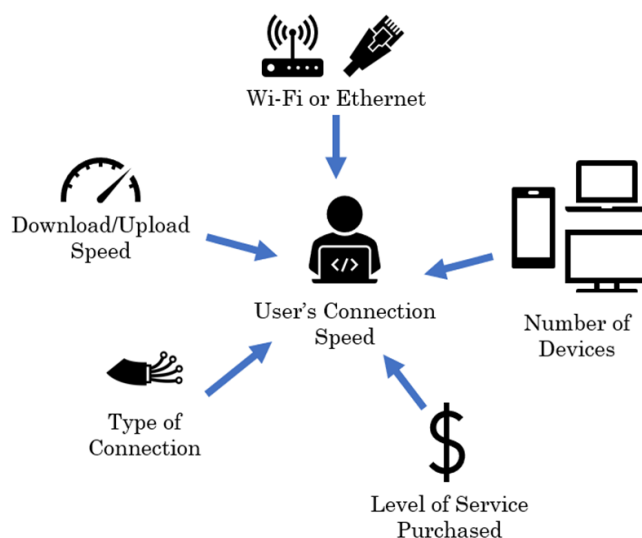 Wi-Fi or Ethernet
Download/Upload
Speed
</>
User's Connection
Speed
Number of
Devices
Type of
Connection
Level of Service
Purchased
$